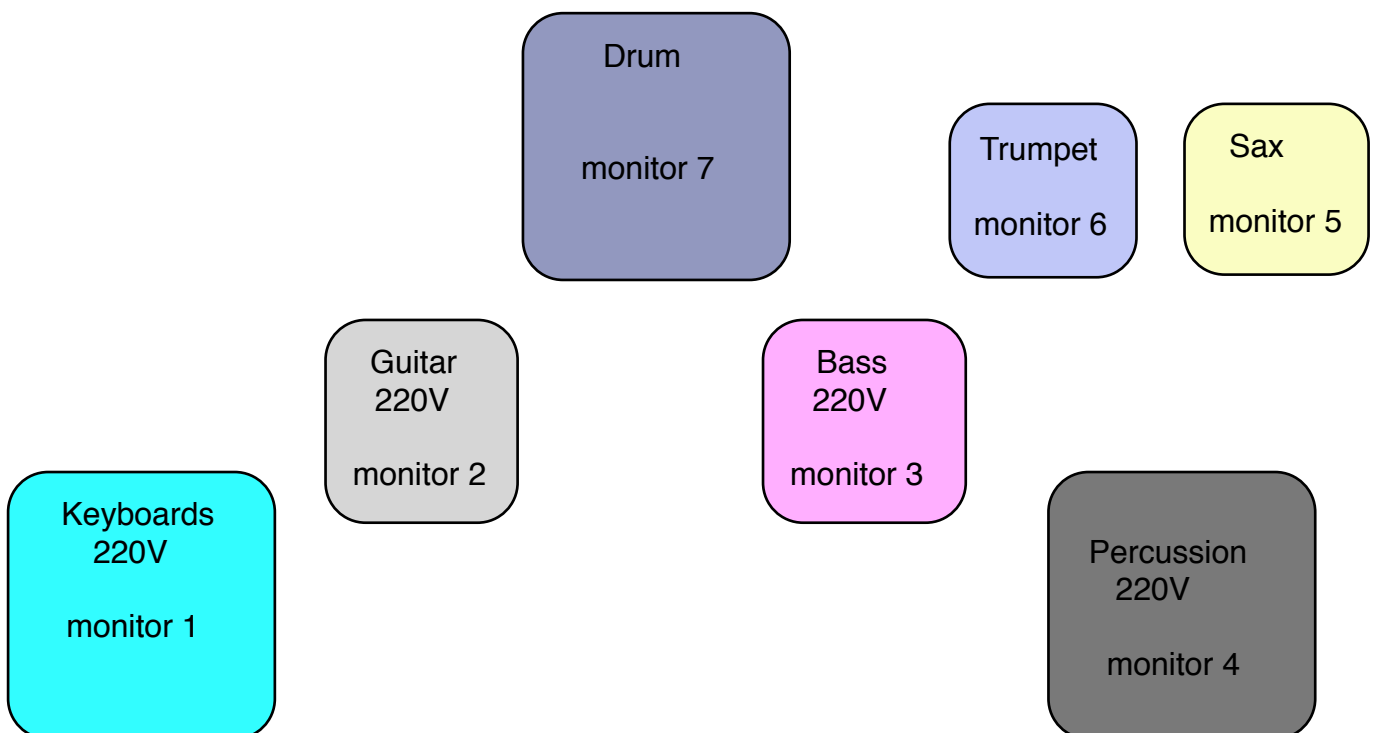 Drum
monitor 7
Trumpet
monitor 6
Sax
monitor 5
Guitar
220V
monitor 2
Bass
220V
monitor 3
Keyboards
220V
monitor 1
Percussion
220V
monitor 4